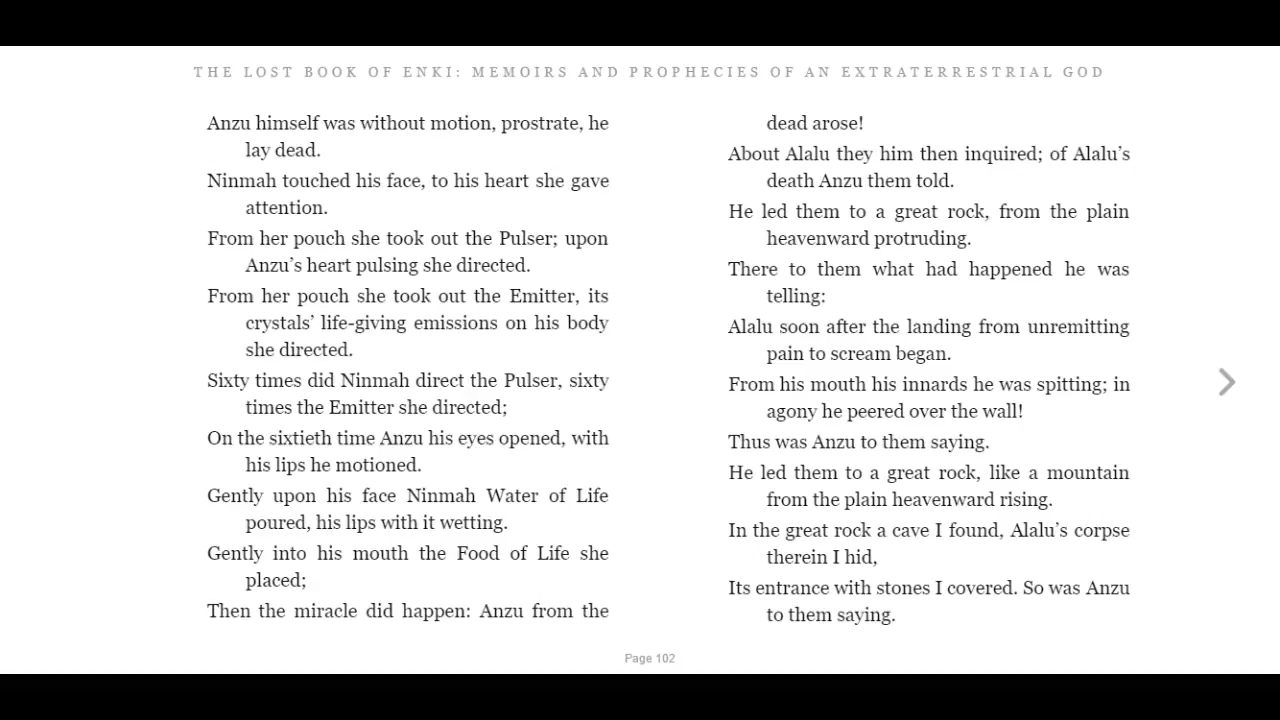 THE LOST BOOK OF ENKI: MEMOIRS AND PROPHECIES OF AN EXTRATERRESTRIAL GOD
Anzu himself was without motion, prostrate, he
lay dead.
Ninmah touched his face, to his heart she gave
attention.
From her pouch she took out the Pulser; upon
Anzu’s heart pulsing she directed.
From her pouch she took out the Emitter, its
crystals’ life-giving emissions on his body
she directed.
Sixty times did Ninmah direct the Pulser, sixty
times the Emitter she directed;
On the sixtieth time Anzu his eyes opened, with
his lips he motioned.
Gently upon his face Ninmah Water of Life
poured, his lips with it wetting.
Gently into his mouth the Food of Life she
placed;
Then the miracle did happen: Anzu from the
dead arose!
About Alalu they him then inquired; of Alalu’s
death Anzu them told.
He led them to a great rock, from the plain
heavenward protruding.
There to them what had happened he was
telling:
Alalu soon after the landing from unremitting
pain to scream began.
From his mouth his innards he was spitting; in
agony he peered over the wall!
Thus was Anzu to them saying.
He led them to a great rock, like a mountain
from the plain heavenward rising.
In the great rock a cave I found, Alalu’s corpse
therein I hid,
Its entrance with stones I covered. So was Anzu
to them saying.
Page 102